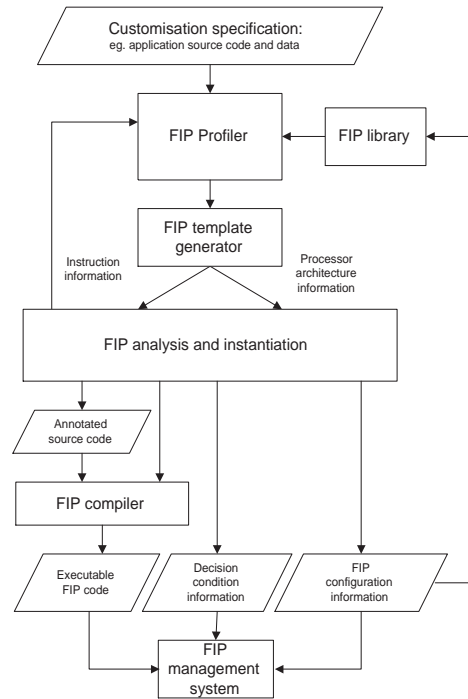 Customisation specification:
eg. application source code and data
FIP Profiler
FIP library
FIP template
generator
Instruction
information
Processor
architecture
information
FIP analysis and instantiation
Annotated
source code
FIP compiler
Executable
FIP code
Decision
condition
information
FIP
configuration
information
FIP
management
system